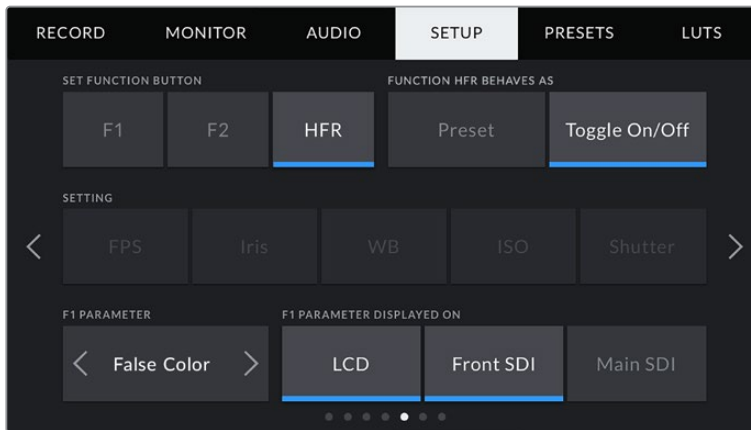 RECORD MONITOR AUDIO SETUP PRESETS LUTS
SET FUNCTION BUTTON FUNCTION HFR BEHAVES AS
F1 F2 HFR Preset Toggle On/Off
SETTING
FPS Iris WB ISO Shutter
F1 PARAMETER F1 PARAMETER DISPLAYED ON
False Color LCD Front SDI Main SDI